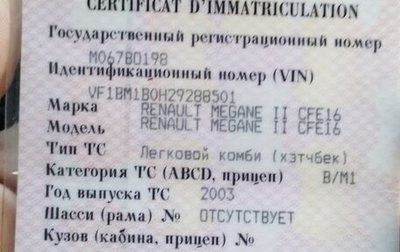 CERTIFICAT D'IMMATRICULATION
Государственный регистрационный номер
М067ВО198
Идентификационный номер (VIN)
VF1BM1B0H29288501
Марка RENAULT MEGANE II CFE16
Модель RENAULT MEGANE II CFE16
Тип ТС Легковой комби (хэтчбек)
Категория ТС (ABCD, прицеп) B/M1
Год выпуска ТС 2003
Шасси (рама) № ОТСУТСТВУЕТ
Кузов (кабина, прицеп) №